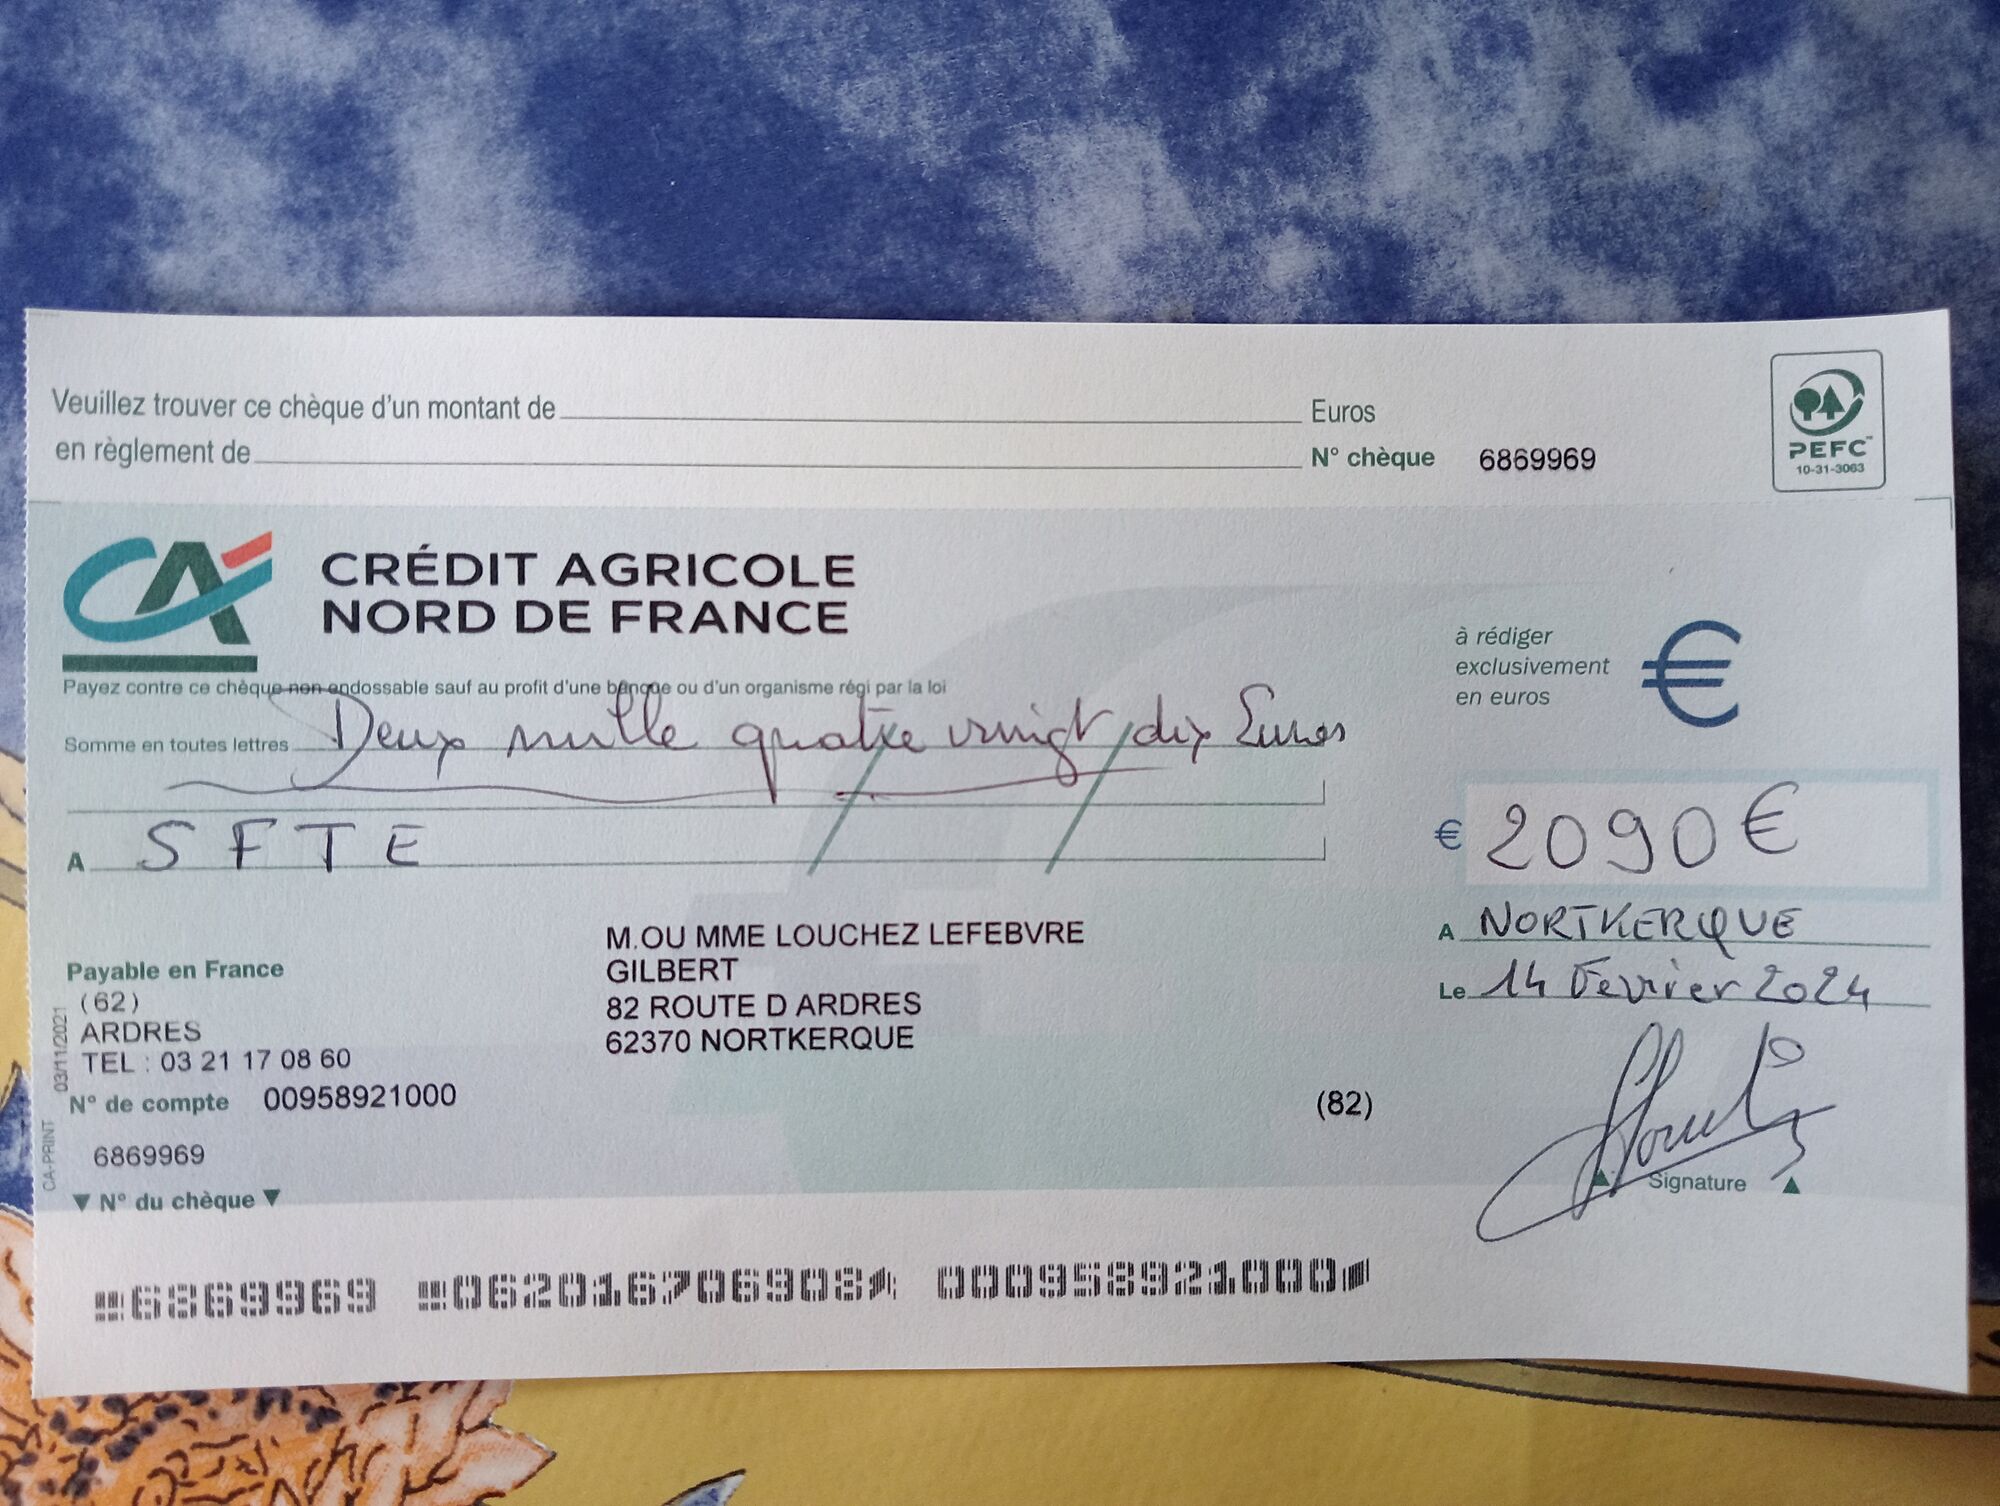 Veuillez trouver ce chèque d'un montant de Euros
en règlement de N° chèque 6869969
PEFC™
10-31-3063
CA
CRÉDIT AGRICOLE
NORD DE FRANCE
à rédiger
exclusivement
en euros
€
Payez contre ce chèque non endossable sauf au profit d'une banque ou d'un organisme régi par la loi
Somme en toutes lettres Deux mille quatre vingt dix Euros
A SFTE
€ 2090€
A NORTKERQUE
Le 14 Fevrier 2024
M.OU MME LOUCHEZ LEFEBVRE
GILBERT
82 ROUTE D ARDRES
62370 NORTKERQUE
Payable en France
(62)
ARDRES
TEL : 03 21 17 08 60
N° de compte 00958921000
(82)
6869969
▼ N° du chèque ▼
▲ Signature ▲
CA-PRINT 03/11/2021
6869969 062016706908 000958921000